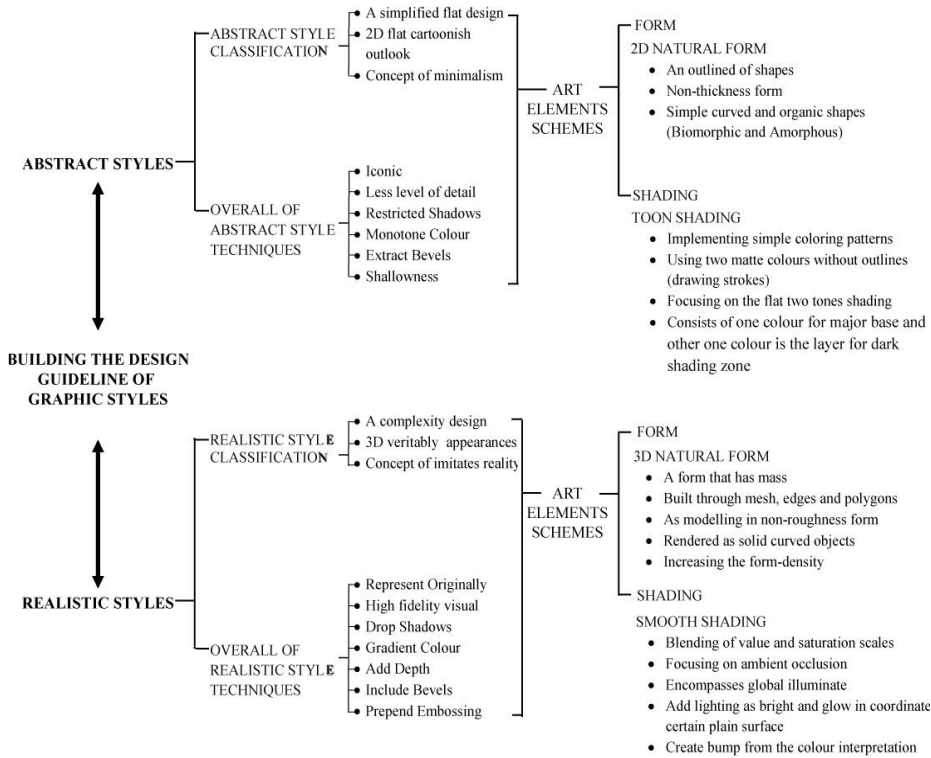 ABSTRACT STYLE
CLASSIFICATION
• A simplified flat design
• 2D flat cartoonish
outlook
• Concept of minimalism
ABSTRACT STYLES
OVERALL OF
ABSTRACT STYLE
TECHNIQUES
• Iconic
• Less level of detail
• Restricted Shadows
• Monotone Colour
• Extract Bevels
• Shallowness
ART
ELEMENTS
SCHEMES
FORM
2D NATURAL FORM
• An outlined of shapes
• Non-thickness form
• Simple curved and organic shapes
(Biomorphic and Amorphous)
SHADING
TOON SHADING
• Implementing simple coloring patterns
• Using two matte colours without outlines
(drawing strokes)
• Focusing on the flat two tones shading
• Consists of one colour for major base and
other one colour is the layer for dark
shading zone
BUILDING THE DESIGN
GUIDELINE OF
GRAPHIC STYLES
REALISTIC STYLE
CLASSIFICATION
• A complexity design
• 3D veritably appearances
• Concept of imitates reality
REALISTIC STYLES
OVERALL OF
REALISTIC STYLE
TECHNIQUES
• Represent Originally
• High fidelity visual
• Drop Shadows
• Gradient Colour
• Add Depth
• Include Bevels
• Prepend Embossing
ART
ELEMENTS
SCHEMES
FORM
3D NATURAL FORM
• A form that has mass
• Built through mesh, edges and polygons
• As modelling in non-roughness form
• Rendered as solid curved objects
• Increasing the form-density
SHADING
SMOOTH SHADING
• Blending of value and saturation scales
• Focusing on ambient occlusion
• Encompasses global illuminate
• Add lighting as bright and glow in coordinate
certain plain surface
• Create bump from the colour interpretation